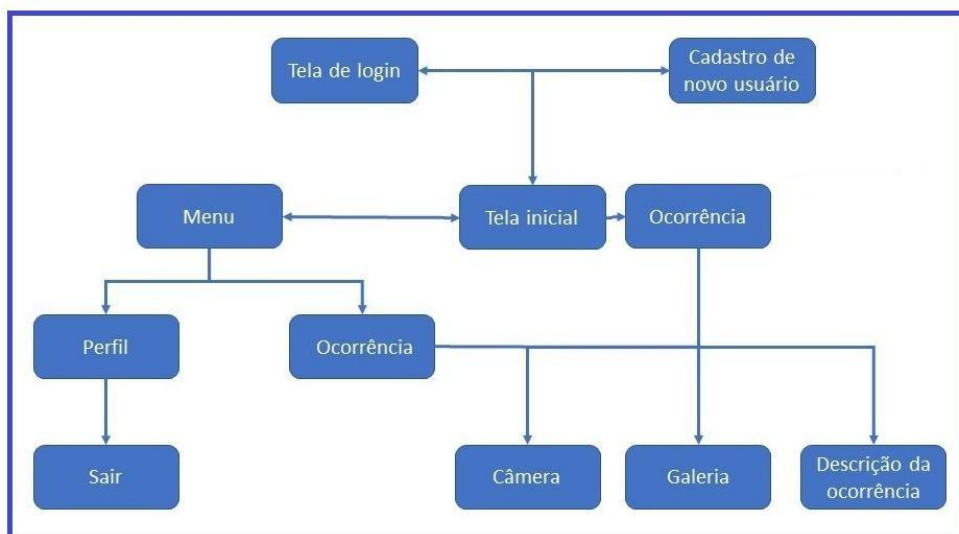 Tela de login
Cadastro de
novo usuário
Menu
Tela inicial
Ocorrência
Perfil
Ocorrência
Sair
Câmera
Galeria
Descrição da
ocorrência